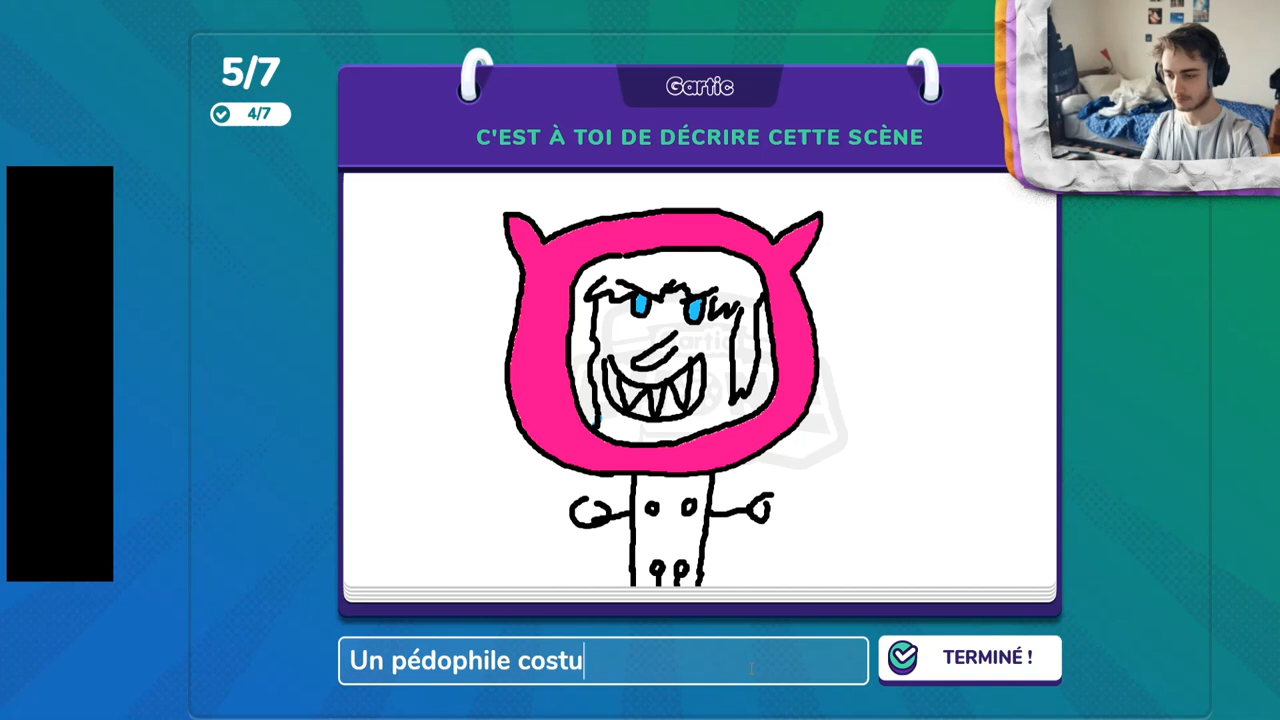 5/7
4/7
Gartic
C'EST À TOI DE DÉCRIRE CETTE SCÈNE
Un pédophile costu
TERMINÉ !